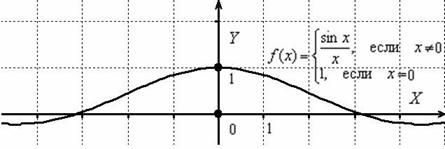 Y
f(x) = { sin x / x, если x≠0
1, если x=0
1
X
0 1